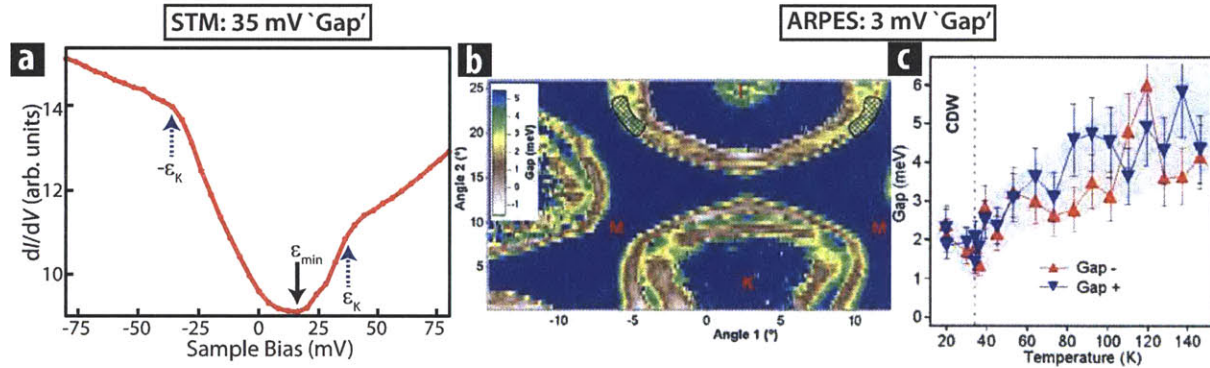 STM: 35 mV `Gap'
ARPES: 3 mV `Gap'
a
dI/dV (arb. units)
14
12
10
-εK
εmin
εK
-75
-50
-25
0
25
50
75
Sample Bias (mV)
b
Angle 2 (°)
25
20
15
10
5
0
5
4
3
2
1
0
-1
Gap (meV)
Γ
M
M
K
-10
-5
0
5
10
Angle 1 (°)
c
Gap (meV)
6
5
4
3
2
1
0
CDW
Gap -
Gap +
20
40
60
80
100
120
140
Temperature (K)